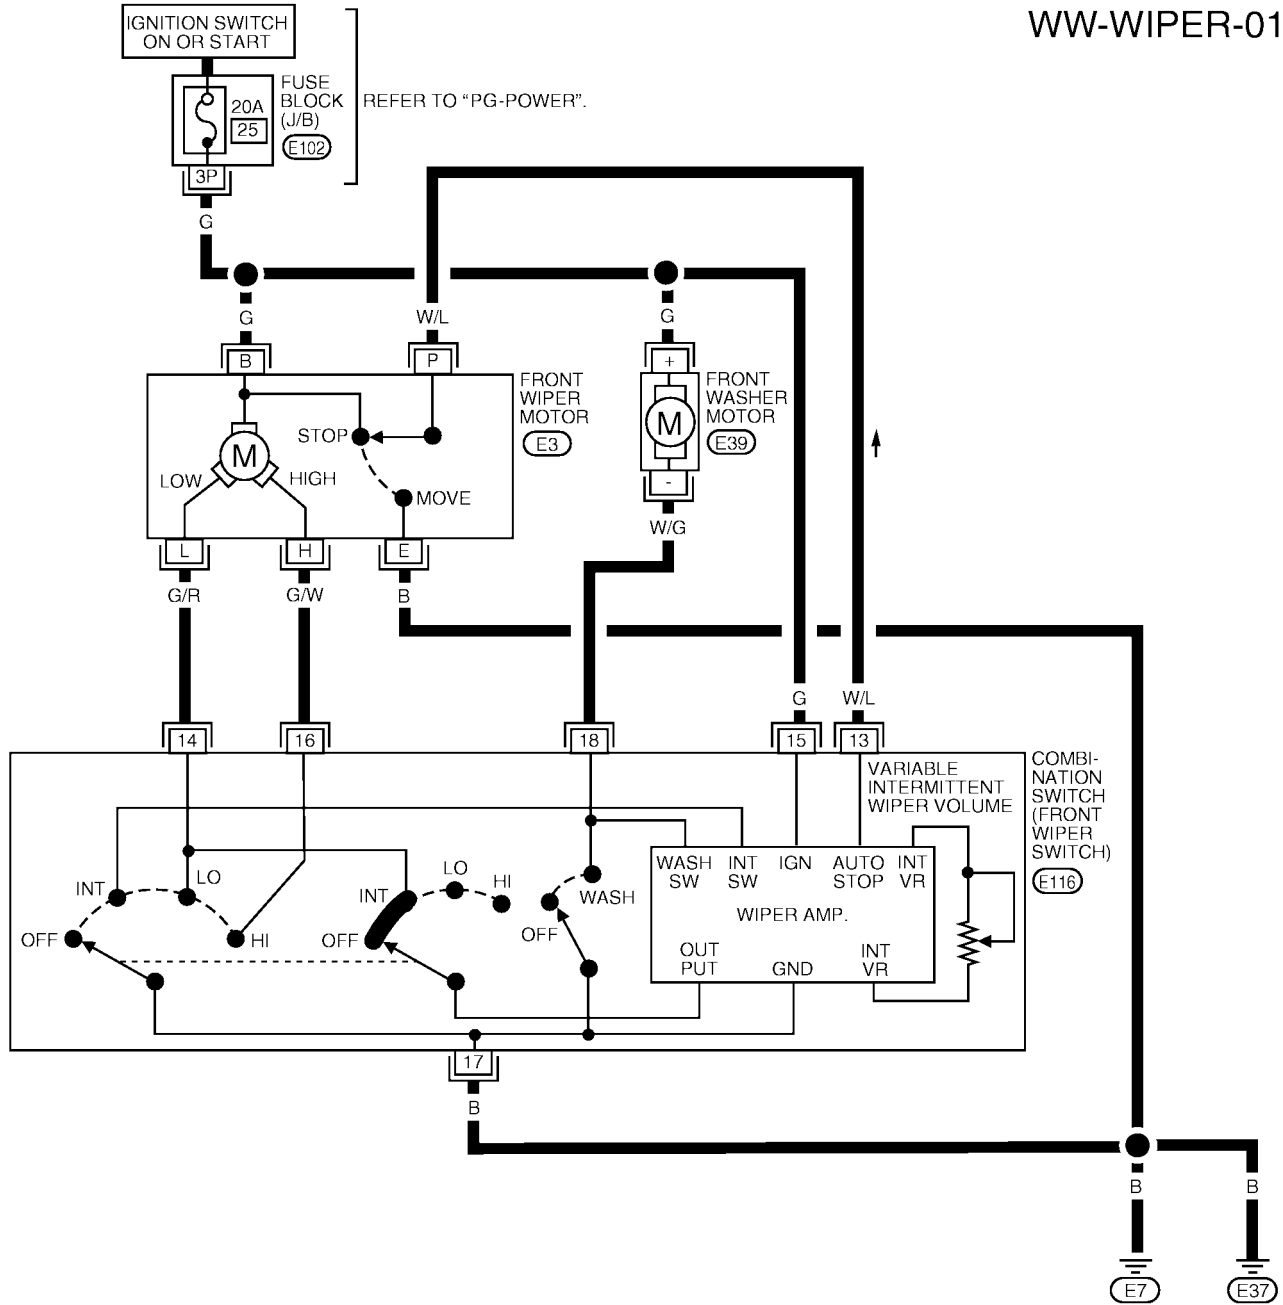 WW-WIPER-01
IGNITION SWITCH
ON OR START
FUSE
BLOCK
(J/B)
E102
20A
25
REFER TO “PG-POWER”.
3P
G
G
W/L
G
B
P
+
FRONT
WIPER
MOTOR
E3
FRONT
WASHER
MOTOR
E39
STOP
M
M
LOW
HIGH
MOVE
-
L
H
E
W/G
G/R
G/W
B
G
W/L
14
16
18
15
13
COMBI-
NATION
SWITCH
(FRONT
WIPER
SWITCH)
E116
VARIABLE
INTERMITTENT
WIPER VOLUME
WASH
SW
INT
SW
IGN
AUTO
STOP
INT
VR
WIPER AMP.
OUT
PUT
GND
INT
VR
INT
LO
OFF
HI
INT
LO
HI
OFF
WASH
OFF
17
B
B
B
E7
E37